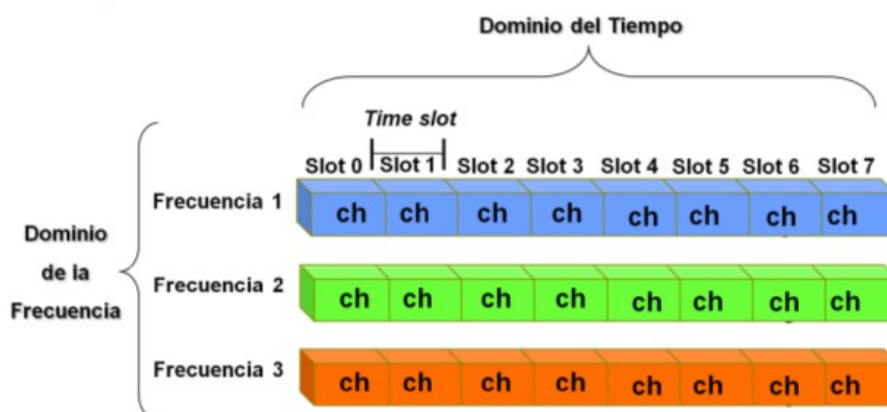 Dominio del Tiempo
Time slot
Slot 0 Slot 1 Slot 2 Slot 3 Slot 4 Slot 5 Slot 6 Slot 7
Frecuencia 1
ch ch ch ch ch ch ch ch
Dominio
de la
Frecuencia
Frecuencia 2
ch ch ch ch ch ch ch ch
Frecuencia 3
ch ch ch ch ch ch ch ch